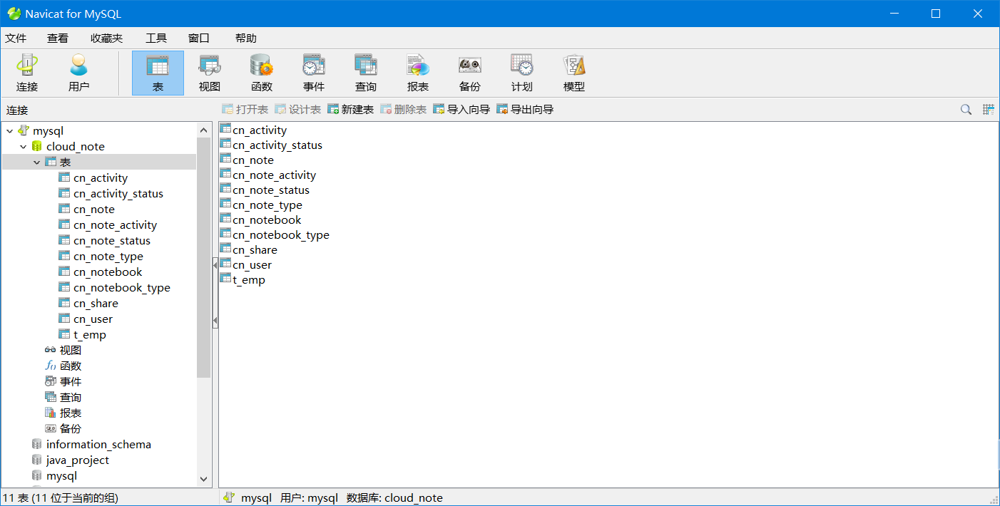 Navicat for MySQL
文件 查看 收藏夹 工具 窗口 帮助
连接 用户 表 视图 函数 事件 查询 报表 备份 计划 模型
连接
打开表 设计表 新建表 删除表 导入向导 导出向导
mysql
cloud_note
表
cn_activity
cn_activity_status
cn_note
cn_note_activity
cn_note_status
cn_note_type
cn_notebook
cn_notebook_type
cn_share
cn_user
t_emp
视图
函数
事件
查询
报表
备份
information_schema
java_project
mysql
cn_activity
cn_activity_status
cn_note
cn_note_activity
cn_note_status
cn_note_type
cn_notebook
cn_notebook_type
cn_share
cn_user
t_emp
11 表 (11 位于当前的组) mysql 用户: mysql 数据库: cloud_note